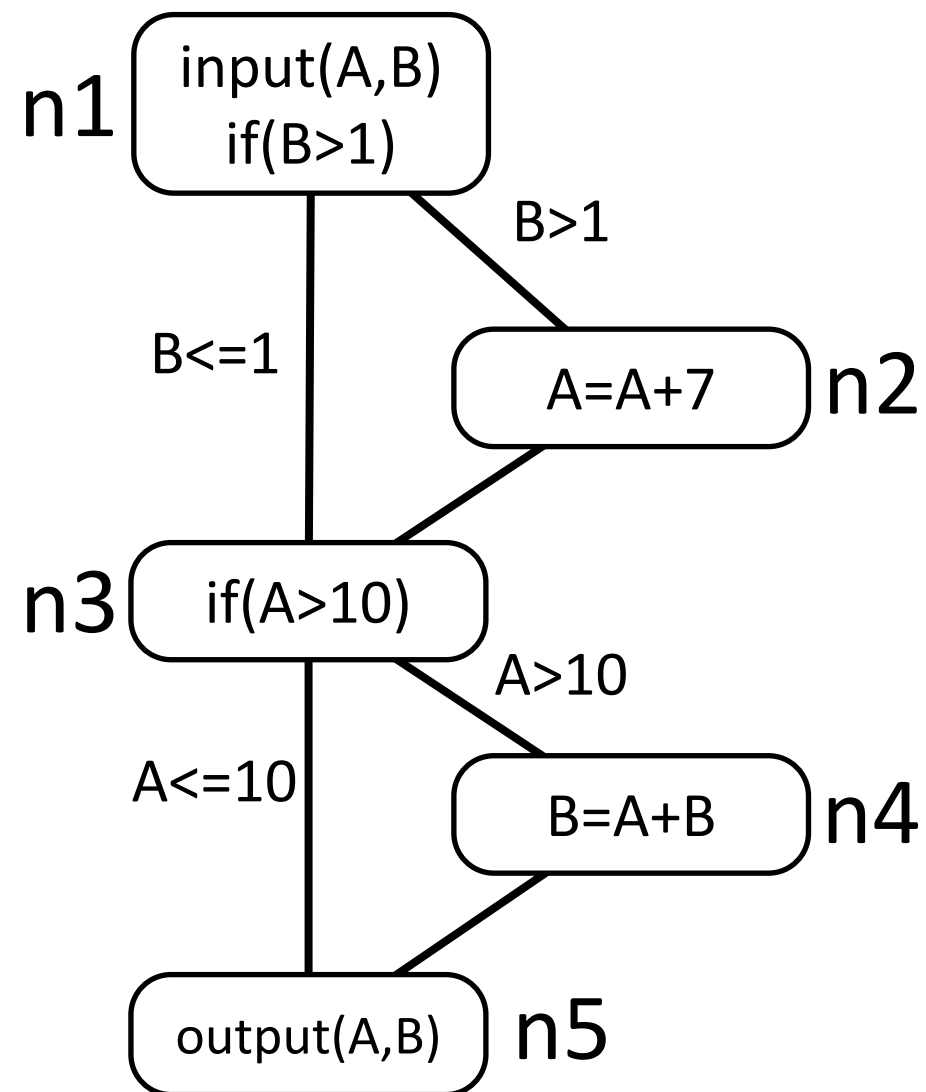 n1
input(A,B)
if(B>1)
B>1
B<=1
A=A+7
n2
n3
if(A>10)
A>10
A<=10
B=A+B
n4
output(A,B)
n5